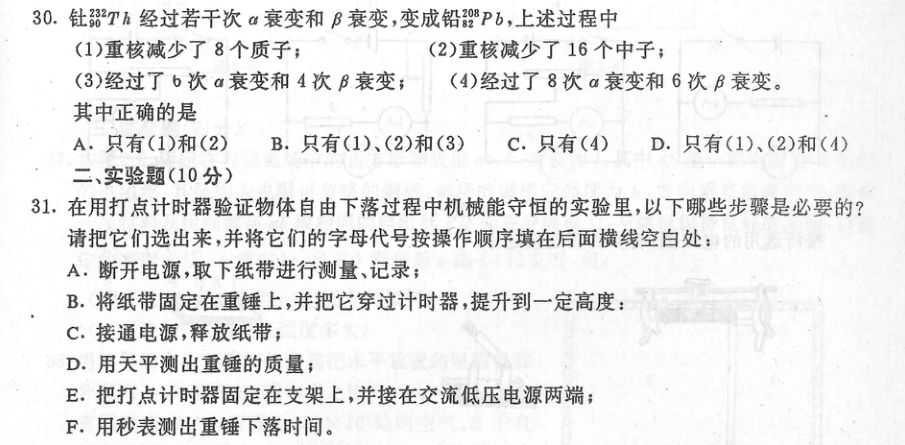 30. 钍²³²₉₀Th 经过若干次 α 衰变和 β 衰变,变成铅²⁰⁸₈₂Pb,上述过程中
(1)重核减少了 8 个质子; (2)重核减少了 16 个中子;
(3)经过了 6 次 α 衰变和 4 次 β 衰变; (4)经过了 8 次 α 衰变和 6 次 β 衰变。
其中正确的是
A. 只有(1)和(2) B. 只有(1)、(2)和(3) C. 只有(4) D. 只有(1)、(2)和(4)
二、实验题(10 分)
31. 在用打点计时器验证物体自由下落过程中机械能守恒的实验里,以下哪些步骤是必要的?
请把它们选出来,并将它们的字母代号按操作顺序填在后面横线空白处:
A. 断开电源,取下纸带进行测量、记录;
B. 将纸带固定在重锤上,并把它穿过计时器,提升到一定高度;
C. 接通电源,释放纸带;
D. 用天平测出重锤的质量;
E. 把打点计时器固定在支架上,并接在交流低压电源两端;
F. 用秒表测出重锤下落时间。